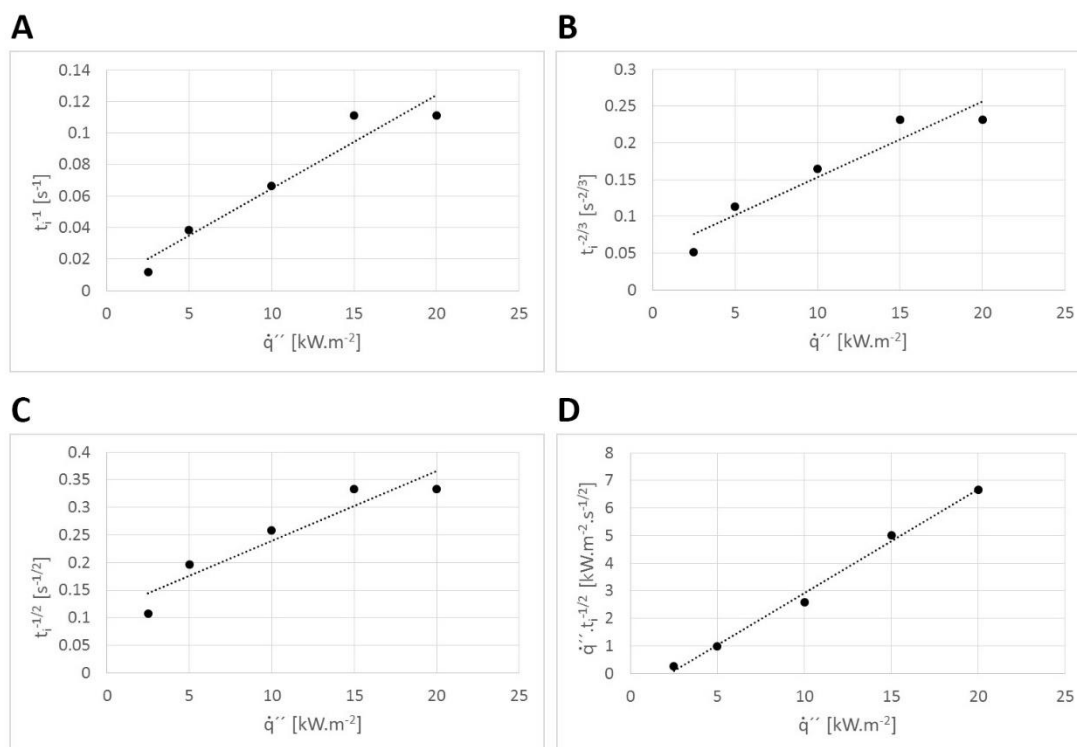 A
B
t_i^-1 [s^-1]
0.14
0.12
0.1
0.08
0.06
0.04
0.02
0
0 5 10 15 20 25
q̇´´ [kW.m^-2]
t_i^-2/3 [s^-2/3]
0.3
0.25
0.2
0.15
0.1
0.05
0
0 5 10 15 20 25
q̇´´ [kW.m^-2]
C
D
t_i^-1/2 [s^-1/2]
0.4
0.35
0.3
0.25
0.2
0.15
0.1
0.05
0
0 5 10 15 20 25
q̇´´ [kW.m^-2]
q̇´´.t_i^-1/2 [kW.m^-2.s^-1/2]
8
7
6
5
4
3
2
1
0
0 5 10 15 20 25
q̇´´ [kW.m^-2]